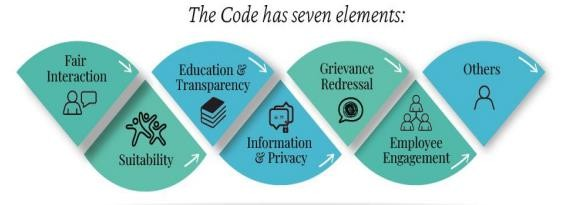 The Code has seven elements:
Fair
Interaction
Suitability
Education &
Transparency
Information
& Privacy
Grievance
Redressal
Employee
Engagement
Others